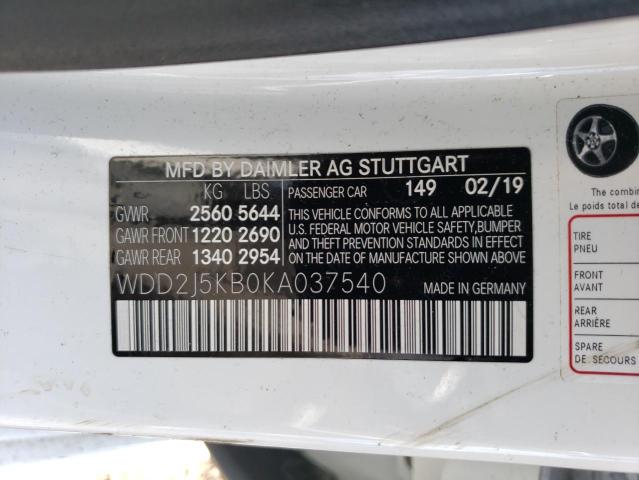 MFD BY DAIMLER AG STUTTGART
KG LBS
GVWR 2560 5644
GAWR FRONT 1220 2690
GAWR REAR 1340 2954
PASSENGER CAR 149 02/19
THIS VEHICLE CONFORMS TO ALL APPLICABLE
U.S. FEDERAL MOTOR VEHICLE SAFETY,BUMPER
AND THEFT PREVENTION STANDARDS IN EFFECT
ON THE DATE OF MANUFACTURE SHOWN ABOVE.
WDD2J5KB0KA037540 MADE IN GERMANY
The combin
Le poids total de
TIRE
PNEU
FRONT
AVANT
REAR
ARRIÈRE
SPARE
DE SECOURS